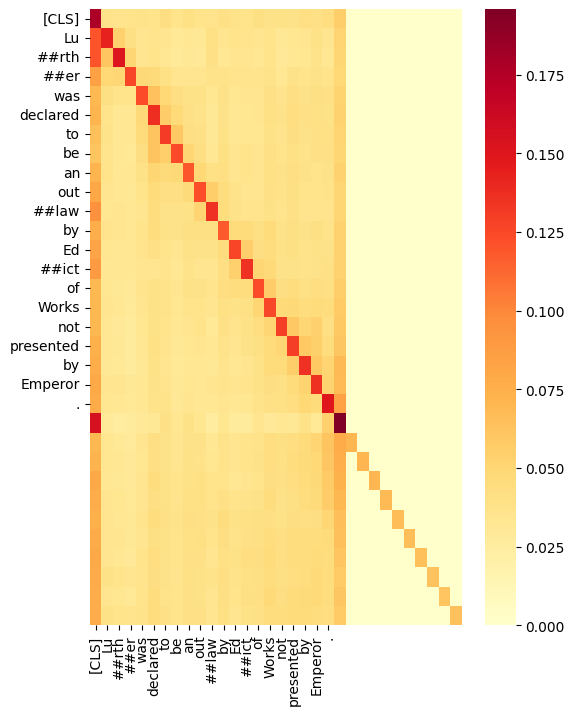 [CLS]
Lu
##rth
##er
was
declared
to
be
an
out
##law
by
Ed
##ict
of
Works
not
presented
by
Emperor
.
[CLS]
Lu
##rth
##er
was
declared
to
be
an
out
##law
by
Ed
##ict
of
Works
not
presented
by
Emperor
.
0.175
0.150
0.125
0.100
0.075
0.050
0.025
0.000